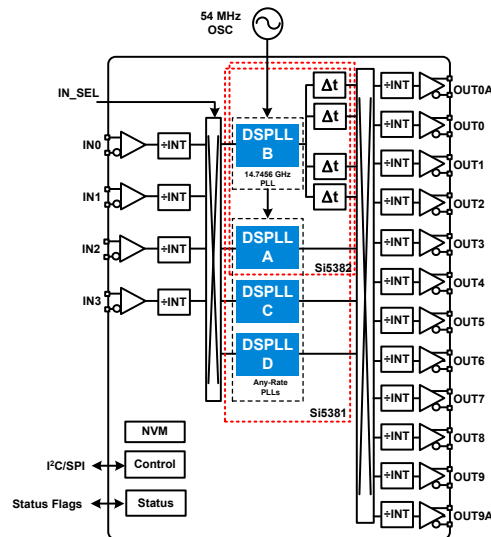 54 MHz
OSC
IN_SEL
IN0
÷INT
IN1
÷INT
IN2
÷INT
IN3
÷INT
DSPLL
B
14.7456 GHz
PLL
Δt
Δt
Δt
Δt
DSPLL
A
Si5382
DSPLL
C
DSPLL
D
Any-Rate
PLLs
Si5381
÷INT
OUT0A
÷INT
OUT0
÷INT
OUT1
÷INT
OUT2
÷INT
OUT3
÷INT
OUT4
÷INT
OUT5
÷INT
OUT6
÷INT
OUT7
÷INT
OUT8
÷INT
OUT9
÷INT
OUT9A
NVM
I²C/SPI
Control
Status Flags
Status